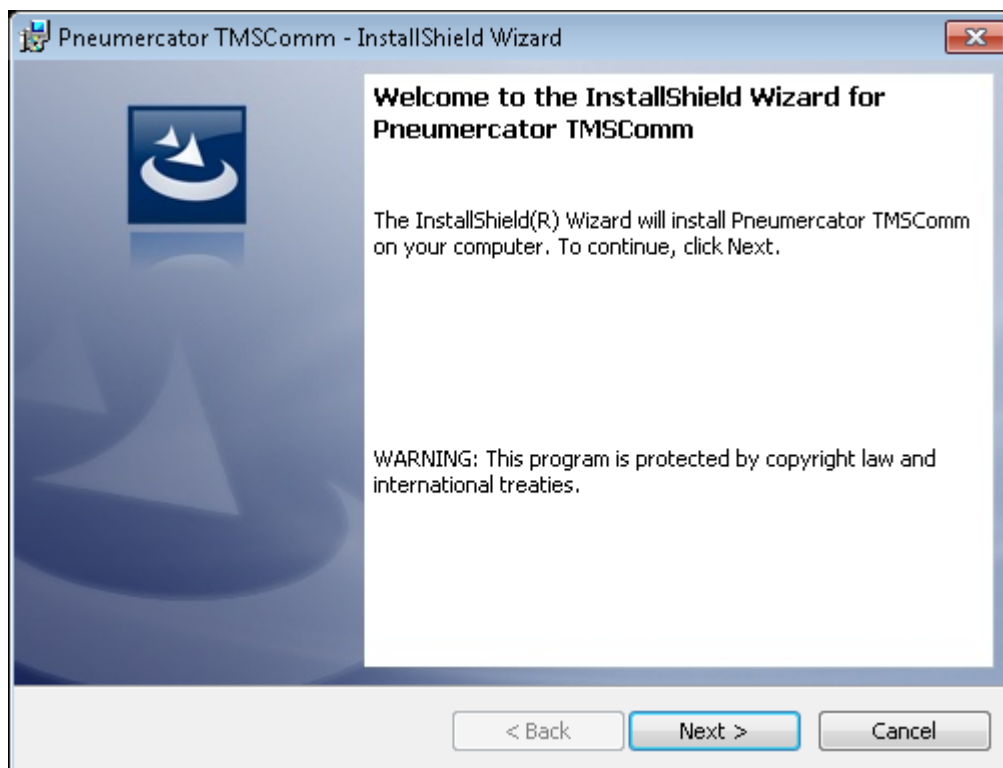 Pneumercator TMSComm - InstallShield Wizard
Welcome to the InstallShield Wizard for
Pneumercator TMSComm
The InstallShield(R) Wizard will install Pneumercator TMSComm
on your computer. To continue, click Next.
WARNING: This program is protected by copyright law and
international treaties.
< Back
Next >
Cancel